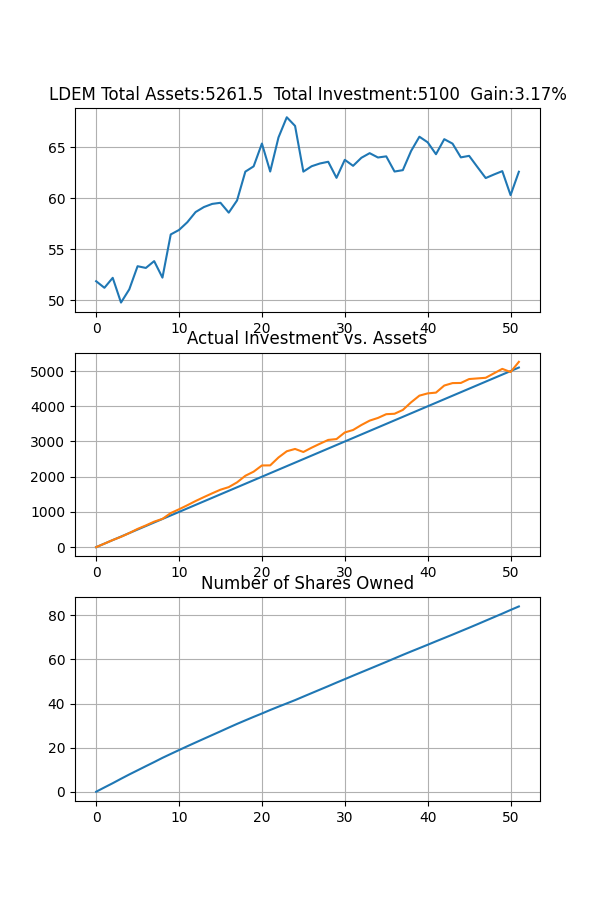 LDEM Total Assets:5261.5  Total Investment:5100  Gain:3.17%
65
60
55
50
0 10 20 30 40 50
Actual Investment vs. Assets
5000
4000
3000
2000
1000
0
0 10 20 30 40 50
Number of Shares Owned
80
60
40
20
0
0 10 20 30 40 50